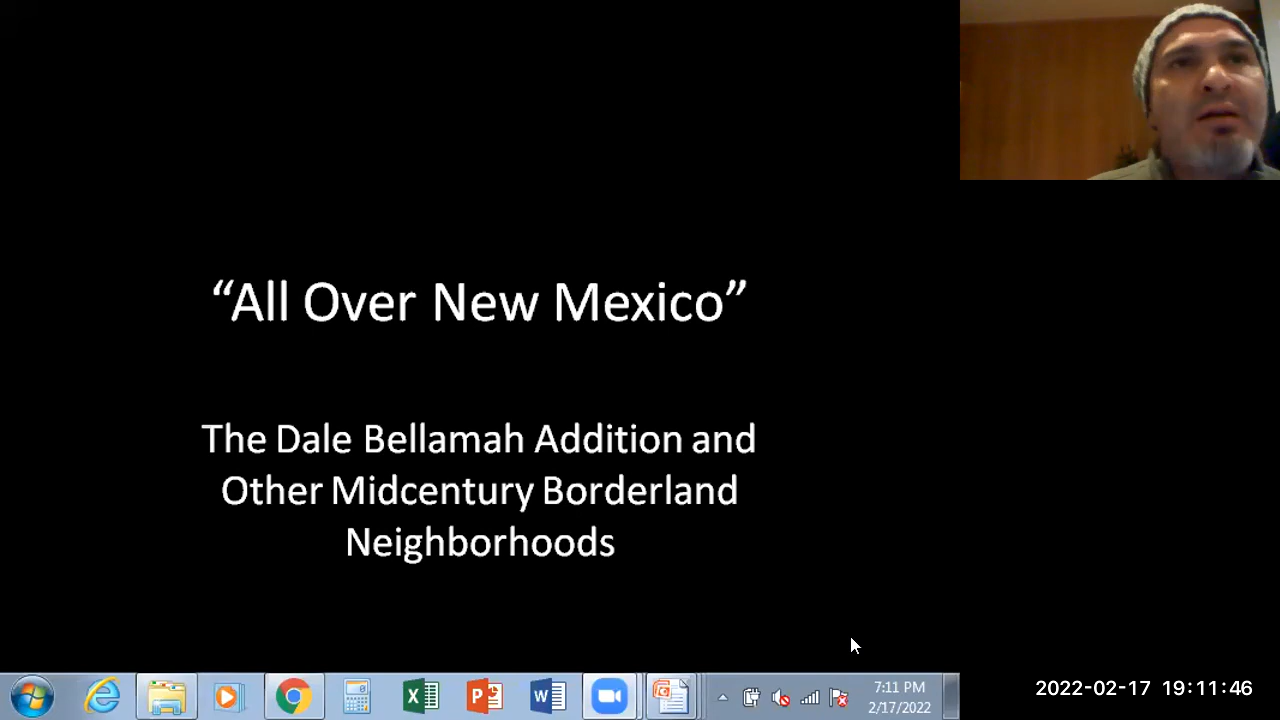 “All Over New Mexico”
The Dale Bellamah Addition and
Other Midcentury Borderland
Neighborhoods
7:11 PM
2/17/2022
2022-02-17 19:11:46